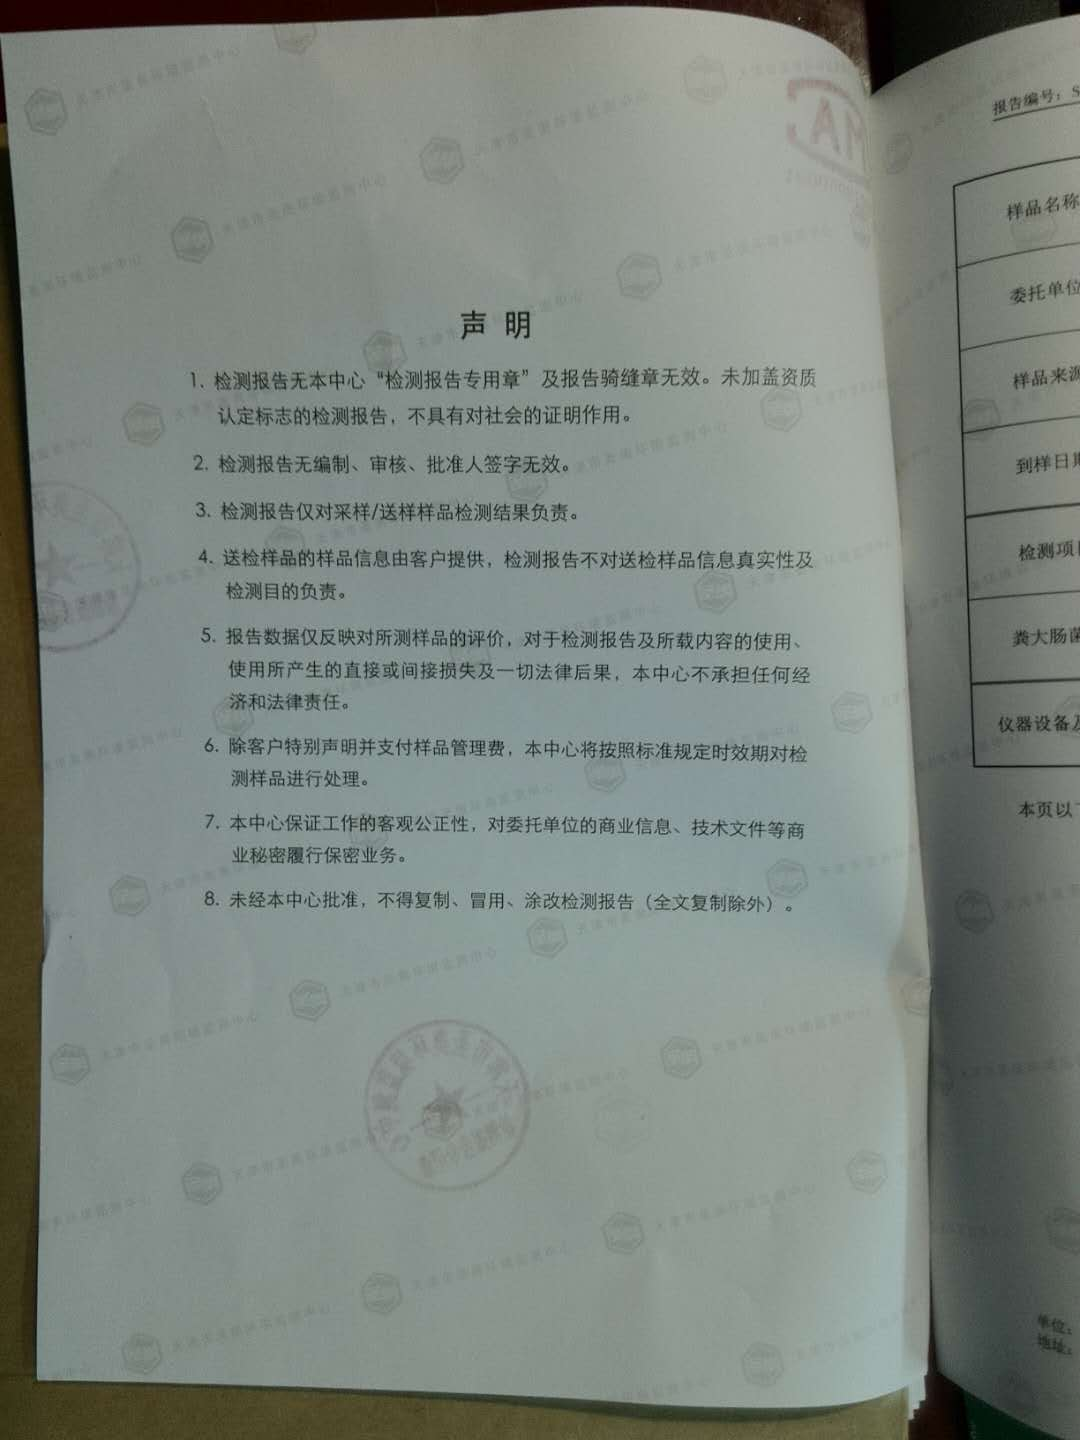 声 明
1. 检测报告无本中心“检测报告专用章”及报告骑缝章无效。未加盖资质
认定标志的检测报告，不具有对社会的证明作用。
2. 检测报告无编制、审核、批准人签字无效。
3. 检测报告仅对采样/送样样品检测结果负责。
4. 送检样品的样品信息由客户提供，检测报告不对送检样品信息真实性及
检测目的负责。
5. 报告数据仅反映对所测样品的评价，对于检测报告及所载内容的使用、
使用所产生的直接或间接损失及一切法律后果，本中心不承担任何经
济和法律责任。
6. 除客户特别声明并支付样品管理费，本中心将按照标准规定时效期对检
测样品进行处理。
7. 本中心保证工作的客观公正性，对委托单位的商业信息、技术文件等商
业秘密履行保密业务。
8. 未经本中心批准，不得复制、冒用、涂改检测报告（全文复制除外）。
报告编号：S
样品名称
委托单位
样品来源
到样日期
检测项目
粪大肠菌
仪器设备及
本页以下
单位：
地址：